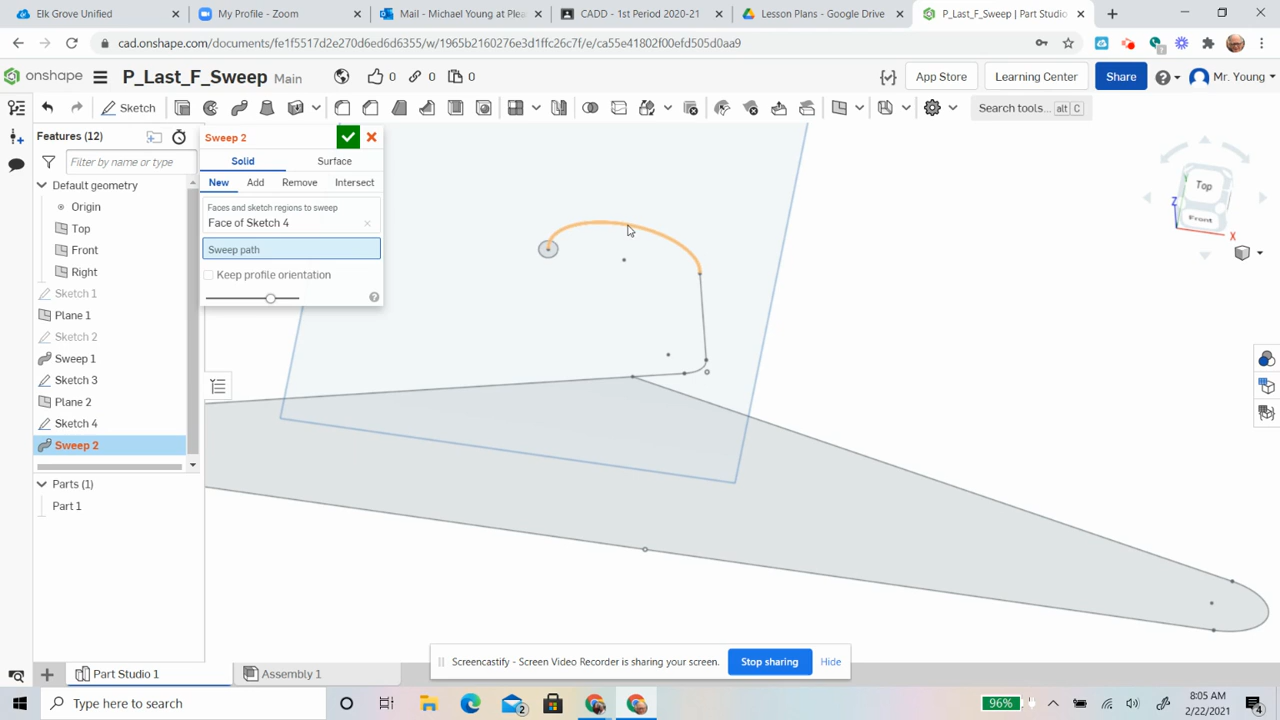 Elk Grove Unified
My Profile - Zoom
Mail - Michael Young at Plea
CADD - 1st Period 2020-21
Lesson Plans - Google Drive
P_Last_F_Sweep | Part Studio
cad.onshape.com/documents/fe1f5517d2e270d6ed6d6355/w/1965b216027e6e3d1ffc26c7f/e/ca55e41802f00efd505d0aa9
onshape
P_Last_F_Sweep Main
0
0
0
App Store
Learning Center
Share
Mr. Young
Sketch
Search tools...
alt C
Features (12)
Filter by name or type
Default geometry
Origin
Top
Front
Right
Sketch 1
Plane 1
Sketch 2
Sweep 1
Sketch 3
Plane 2
Sketch 4
Sweep 2
Parts (1)
Part 1
Sweep 2
Solid Surface
New Add Remove Intersect
Faces and sketch regions to sweep
Face of Sketch 4
Sweep path
Keep profile orientation
Top
Front
Z
X
Part Studio 1
Assembly 1
Screencastify - Screen Video Recorder is sharing your screen.
Stop sharing
Hide
Type here to search
2
96%
8:05 AM
2/22/2021
4